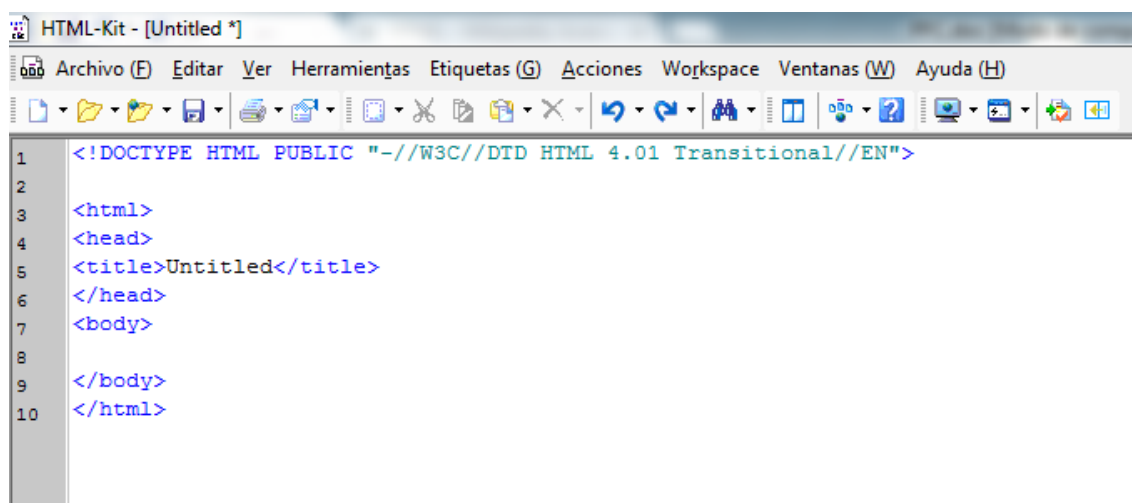 HTML-Kit - [Untitled *]
Archivo (F) Editar Ver Herramientas Etiquetas (G) Acciones Workspace Ventanas (W) Ayuda (H)
1 <!DOCTYPE HTML PUBLIC "-//W3C//DTD HTML 4.01 Transitional//EN">
2
3 <html>
4 <head>
5 <title>Untitled</title>
6 </head>
7 <body>
8
9 </body>
10 </html>